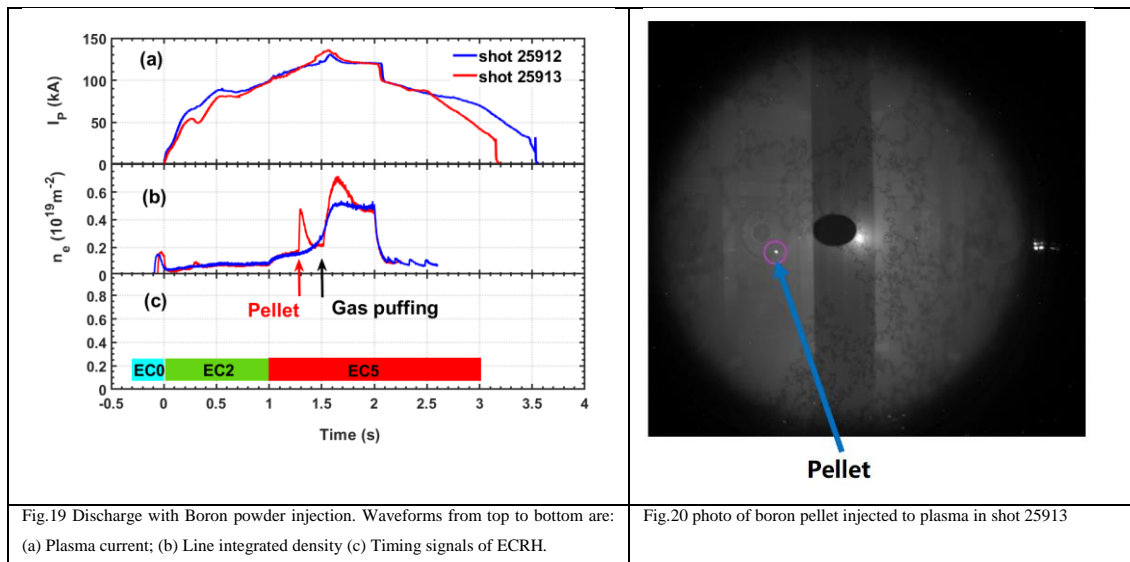 150
100
50
0
I_P (kA)
(a)
shot 25912
shot 25913
0.6
0.4
0.2
0
n_e (10^19 m^-2)
(b)
Pellet
Gas puffing
0.8
0.6
0.4
0.2
0
(c)
EC0 EC2 EC5
-0.5 0 0.5 1 1.5 2 2.5 3 3.5 4
Time (s)
Pellet
Fig.19 Discharge with Boron powder injection. Waveforms from top to bottom are:
(a) Plasma current; (b) Line integrated density (c) Timing signals of ECRH.
Fig.20 photo of boron pellet injected to plasma in shot 25913